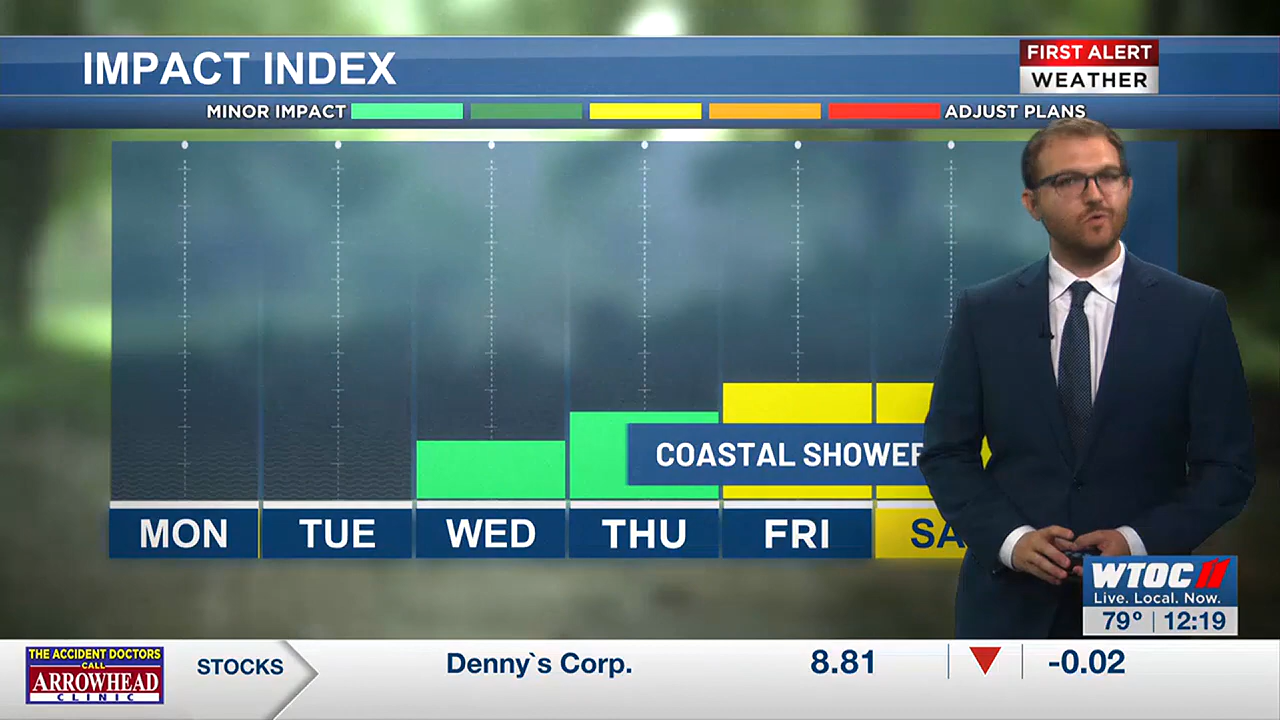 IMPACT INDEX
FIRST ALERT
WEATHER
MINOR IMPACT
ADJUST PLANS
COASTAL SHOWER
MON TUE WED THU FRI SA
WTOC 11
Live. Local. Now.
79° 12:19
THE ACCIDENT DOCTORS
CALL
ARROWHEAD
CLINIC
STOCKS
Denny`s Corp. 8.81 -0.02